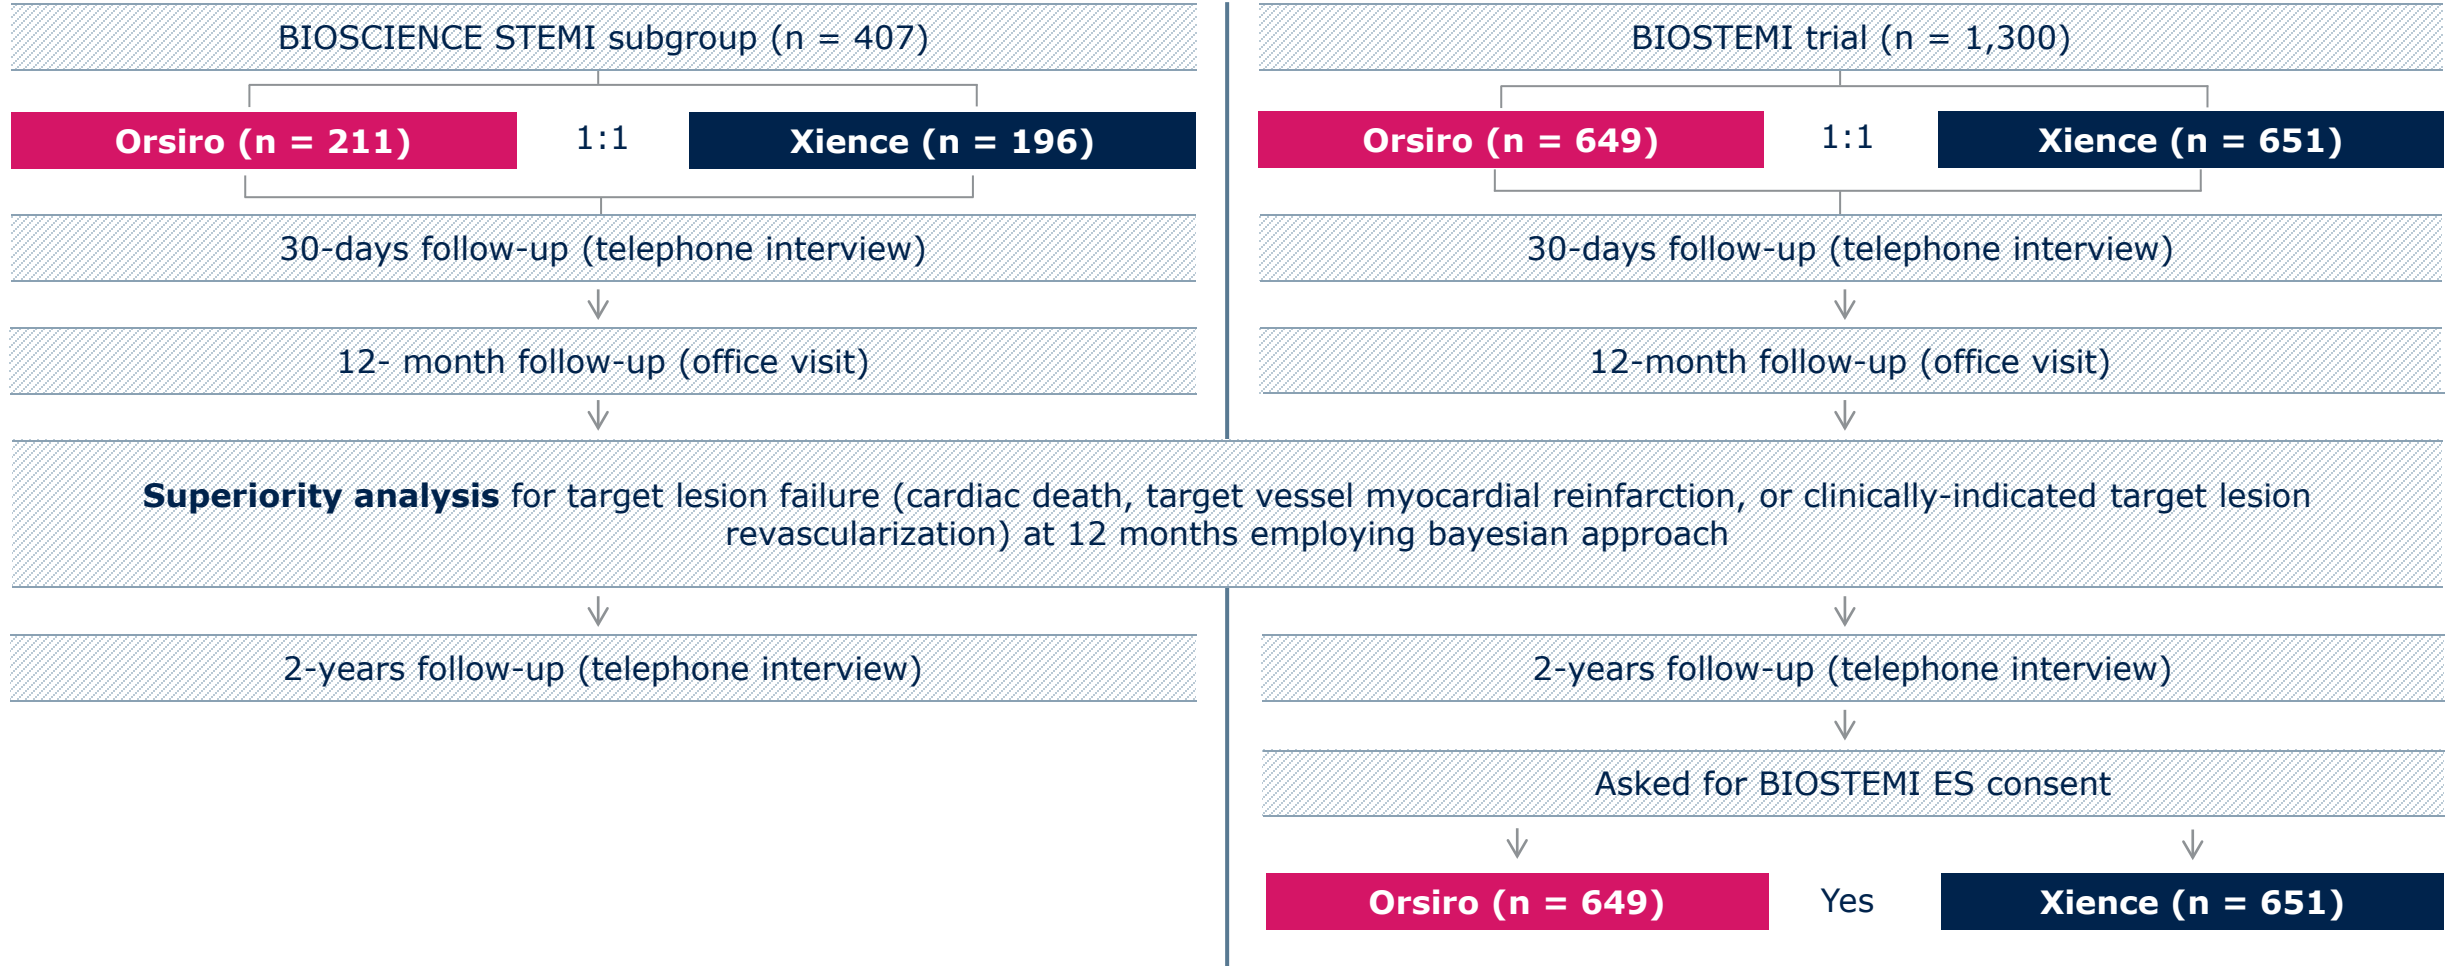 BIOSCIENCE STEMI subgroup (n = 407)
Orsiro (n = 211)
1:1
Xience (n = 196)
30-days follow-up (telephone interview)
12- month follow-up (office visit)
BIOSTEMI trial (n = 1,300)
Orsiro (n = 649)
1:1
Xience (n = 651)
30-days follow-up (telephone interview)
12-month follow-up (office visit)
Superiority analysis for target lesion failure (cardiac death, target vessel myocardial reinfarction, or clinically-indicated target lesion
revascularization) at 12 months employing bayesian approach
2-years follow-up (telephone interview)
2-years follow-up (telephone interview)
Asked for BIOSTEMI ES consent
Orsiro (n = 649)
Yes
Xience (n = 651)